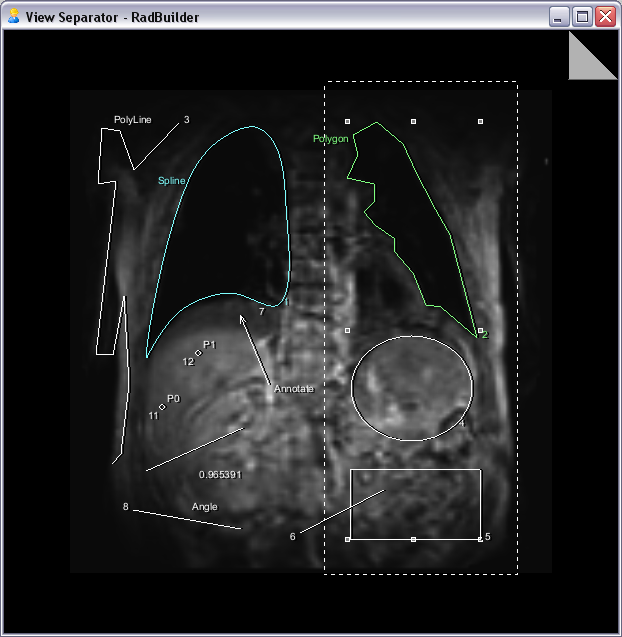 View Separator - RadBuilder
PolyLine
3
Polygon
Spline
7
2
P1
12
Annotate
P0
11
4
0.965391
8
Angle
6
5